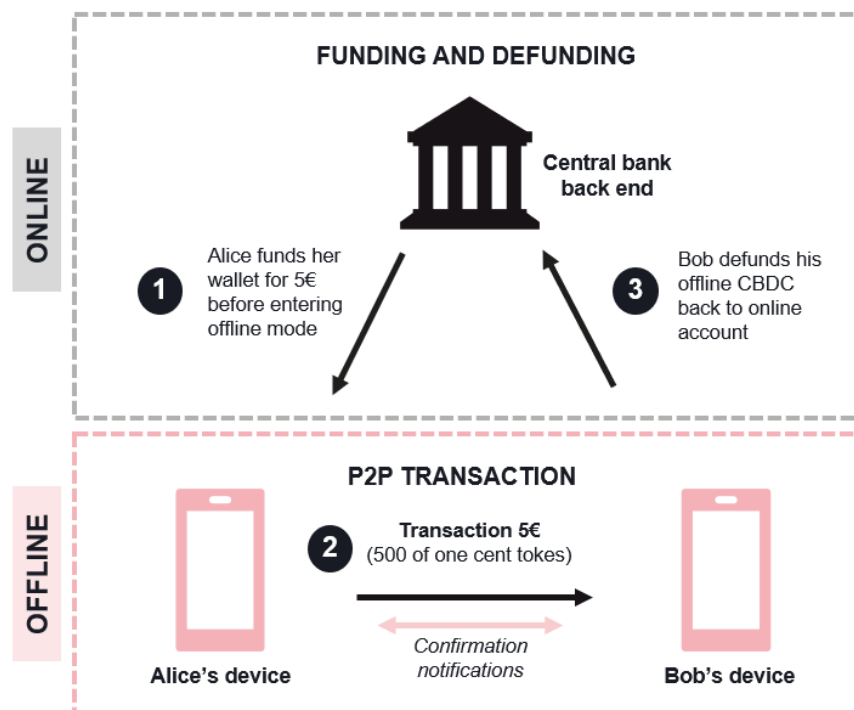 ONLINE
FUNDING AND DEFUNDING
Central bank
back end
1
Alice funds her
wallet for 5€
before entering
offline mode
3
Bob defunds his
offline CBDC
back to online
account
OFFLINE
P2P TRANSACTION
2
Transaction 5€
(500 of one cent tokes)
Confirmation
notifications
Alice's device
Bob's device